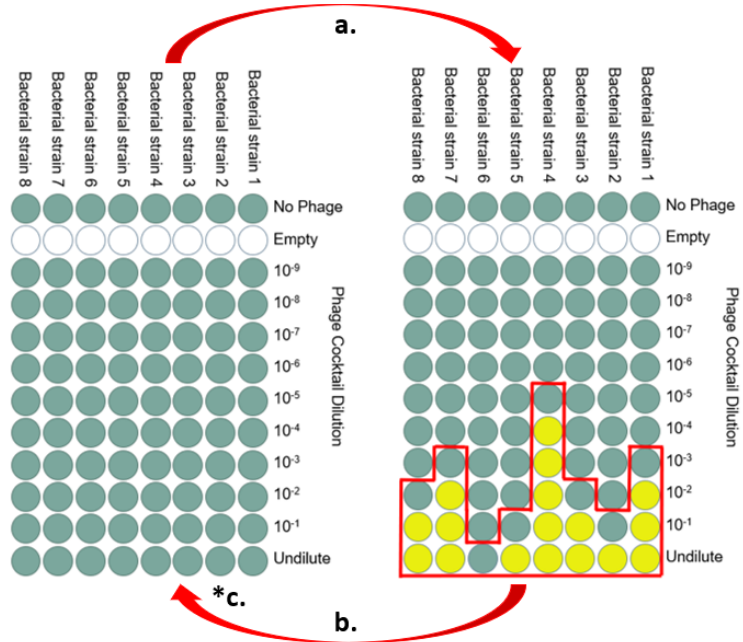 a.
Bacterial strain 8
Bacterial strain 7
Bacterial strain 6
Bacterial strain 5
Bacterial strain 4
Bacterial strain 3
Bacterial strain 2
Bacterial strain 1
No Phage
Empty
10⁻⁹
10⁻⁸
10⁻⁷
10⁻⁶
10⁻⁵
10⁻⁴
10⁻³
10⁻²
10⁻¹
Undilute
Phage Cocktail Dilution
Bacterial strain 8
Bacterial strain 7
Bacterial strain 6
Bacterial strain 5
Bacterial strain 4
Bacterial strain 3
Bacterial strain 2
Bacterial strain 1
No Phage
Empty
10⁻⁹
10⁻⁸
10⁻⁷
10⁻⁶
10⁻⁵
10⁻⁴
10⁻³
10⁻²
10⁻¹
Undilute
Phage Cocktail Dilution
*c.
b.